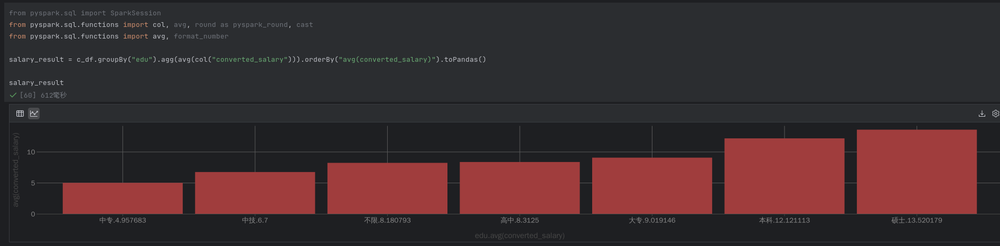 from pyspark.sql import SparkSession
from pyspark.sql.functions import col, avg, round as pyspark_round, cast
from pyspark.sql.functions import avg, format_number
salary_result = c_df.groupBy("edu").agg(avg(col("converted_salary"))).orderBy("avg(converted_salary)").toPandas()
salary_result
[60] 612毫秒
avg(converted_salary)
10
5
0
中专.4.957683 中技.6.7 不限.8.180793 高中.8.3125 大专.9.019146 本科.12.121113 硕士.13.520179
edu.avg(converted_salary)